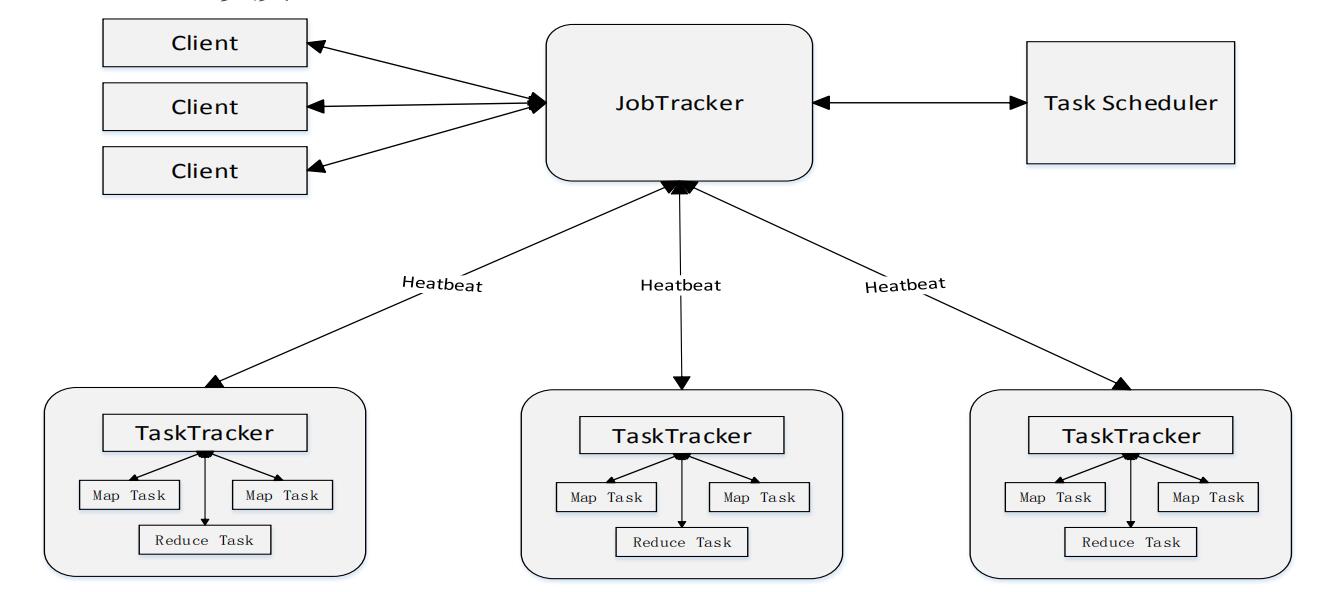 Client
Client
Client
JobTracker
Task Scheduler
Heatbeat
Heatbeat
Heatbeat
TaskTracker
Map Task
Map Task
Reduce Task
TaskTracker
Map Task
Map Task
Reduce Task
TaskTracker
Map Task
Map Task
Reduce Task